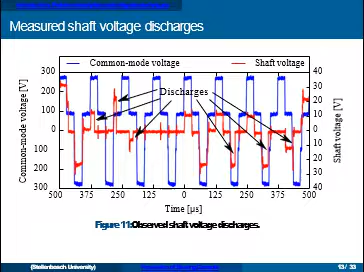 Measured shaft voltage discharges
Common-mode voltage
Shaft voltage
Discharges
Common-mode voltage [V]
300
200
100
0
100
200
300
Shaft voltage [V]
40
30
20
10
0
10
20
30
40
500 375 250 125 0 125 250 375 500
Time [µs]
Figure 11: Observed shaft voltage discharges.
(Stellenbosch University)
13 / 33